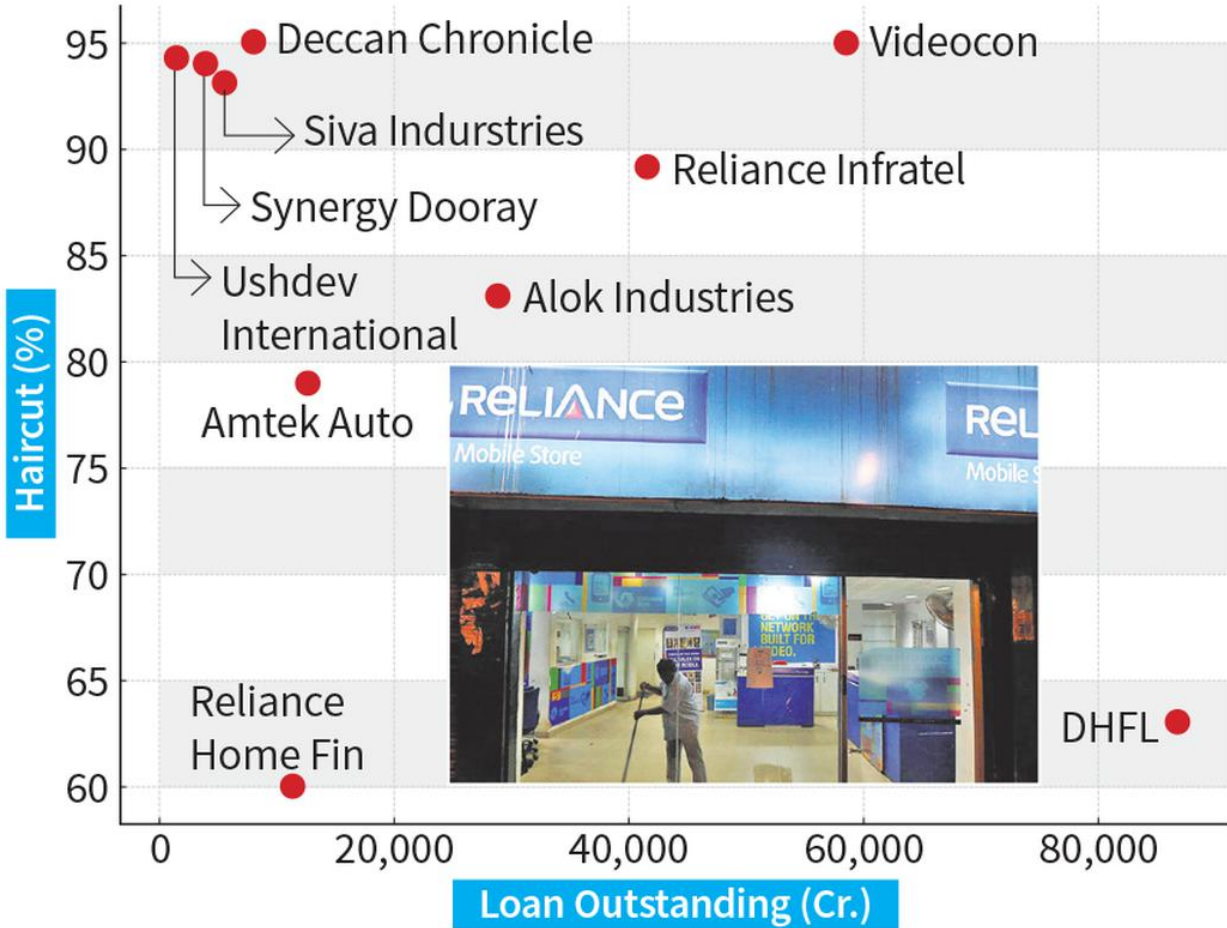 95
Deccan Chronicle
Videocon
Siva Indurstries
90
Reliance Infratel
Synergy Dooray
85
Ushdev
International
Alok Industries
80
Amtek Auto
RELIANCE
Mobile Store
REL
Mobile S
75
70
NETWORK
BUILT FOR
65
Reliance
Home Fin
DHFL
60
Haircut (%)
0
20,000
40,000
60,000
80,000
Loan Outstanding (Cr.)